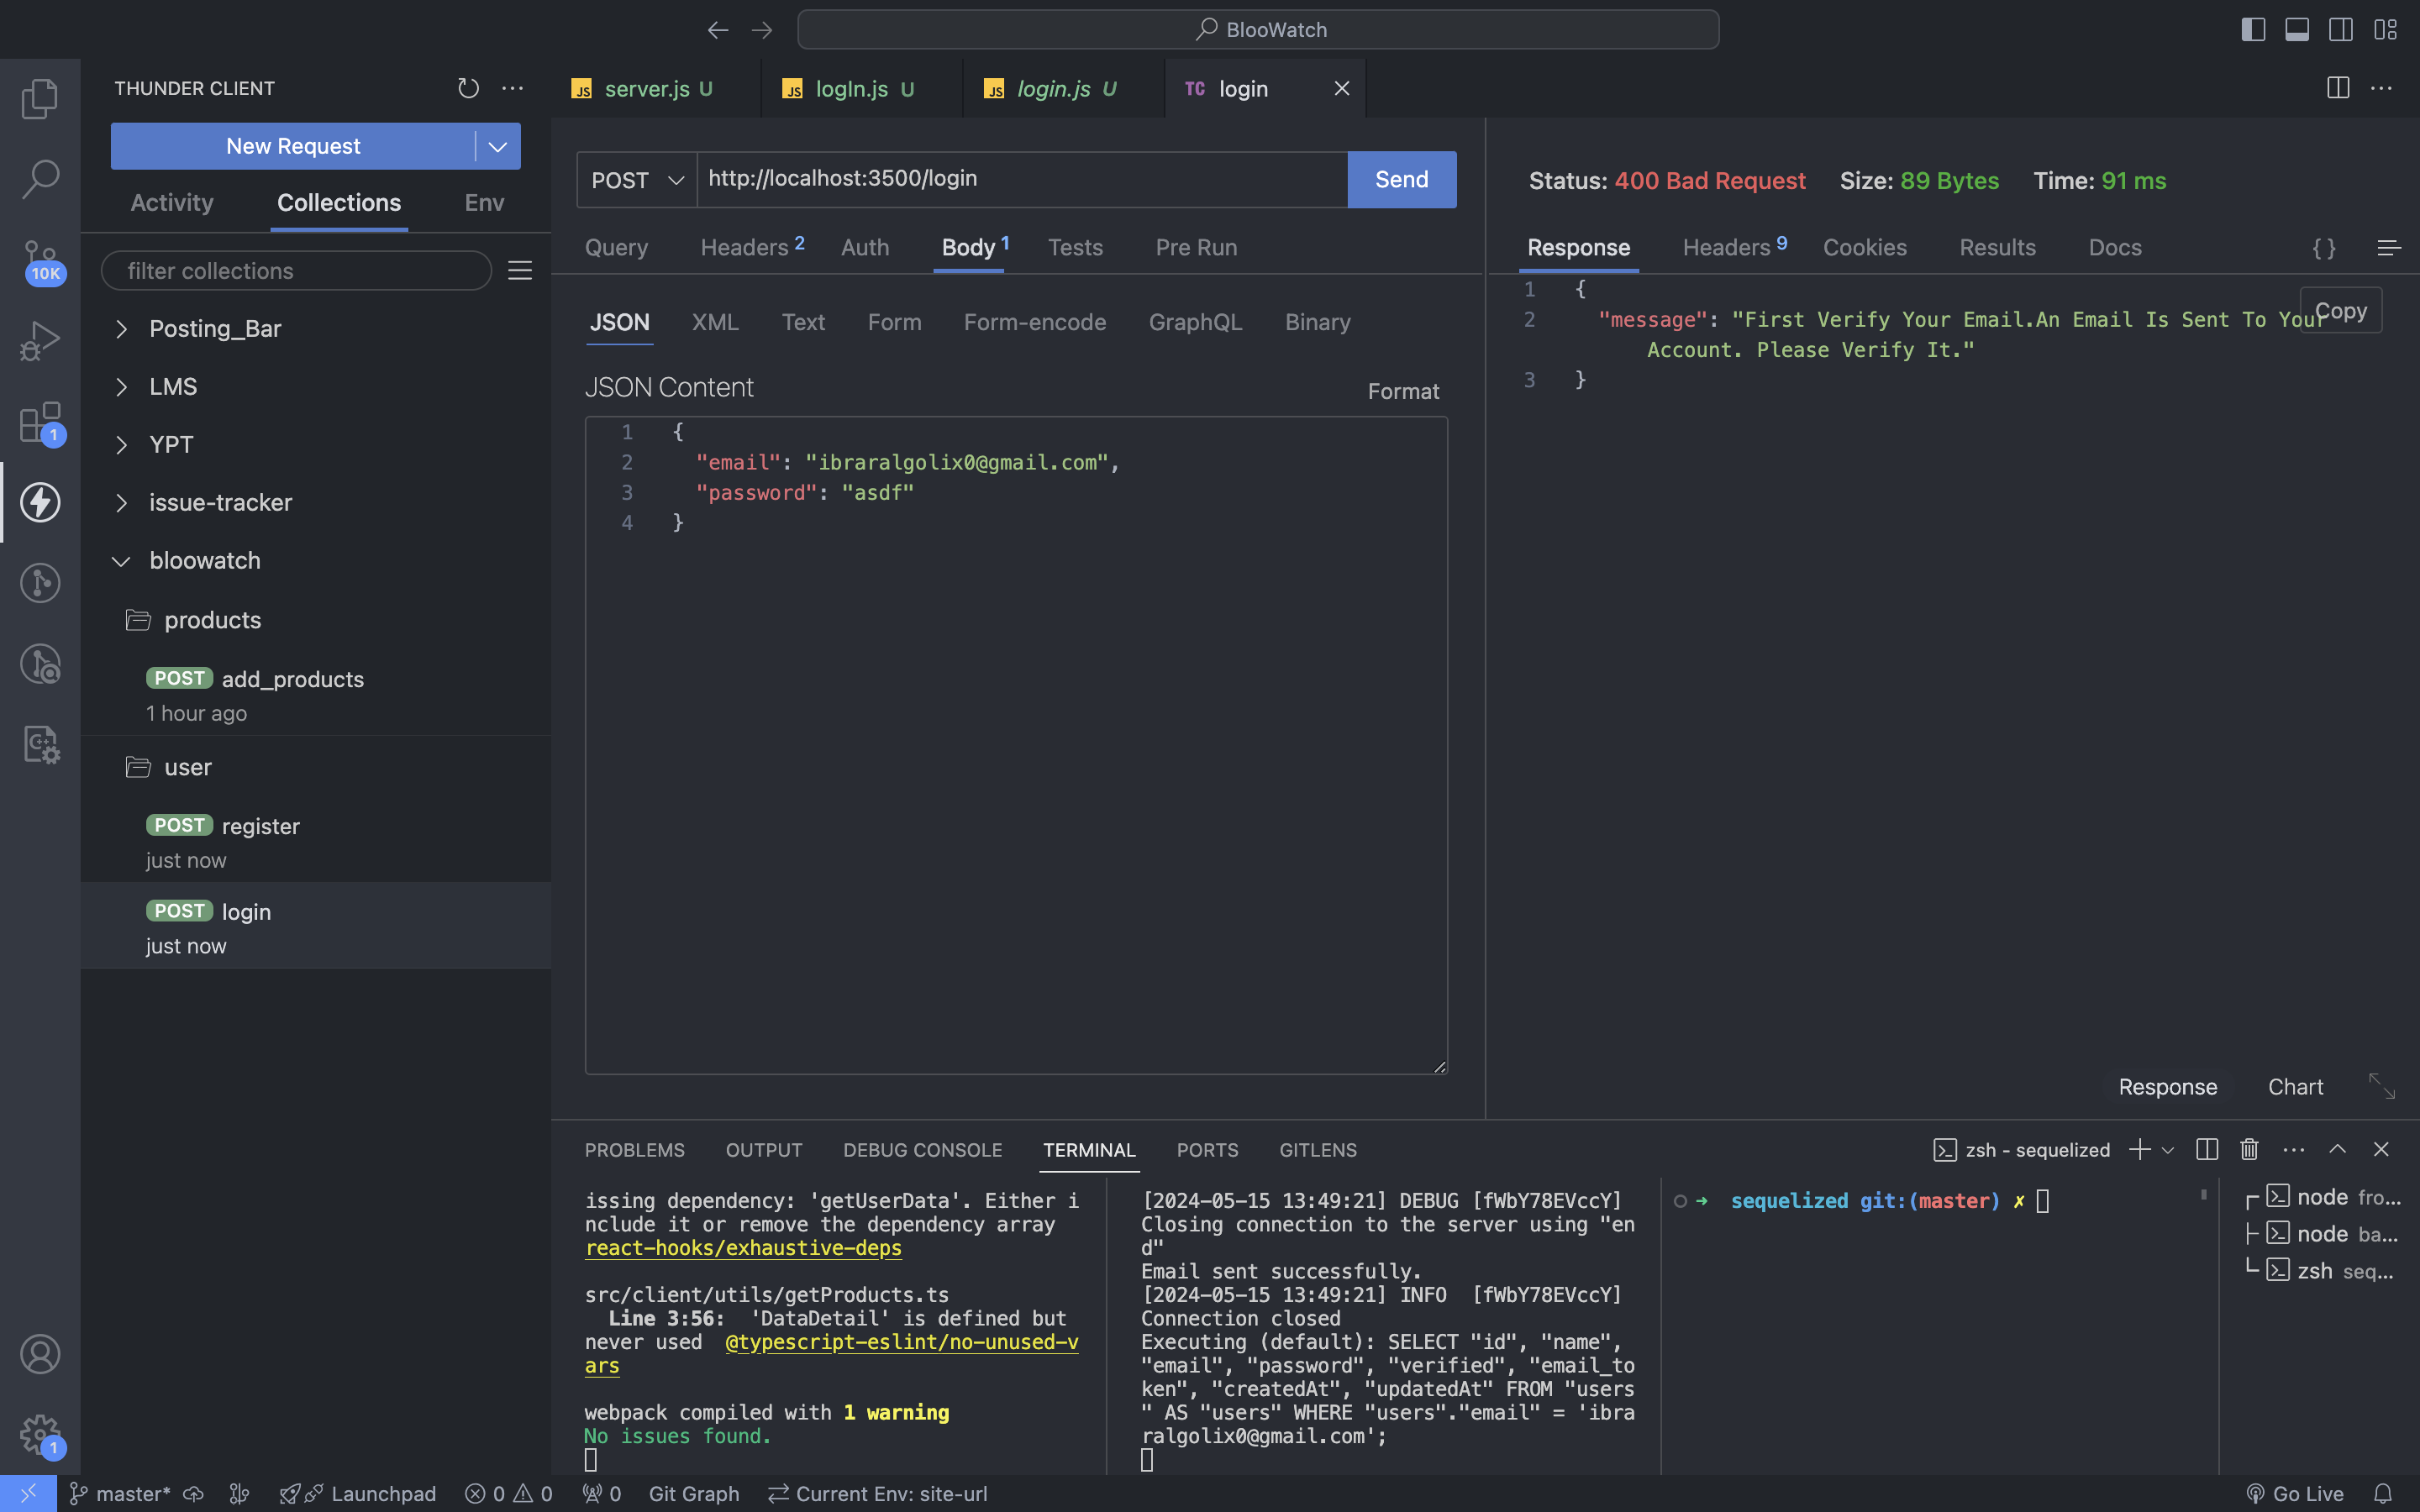 BlooWatch
THUNDER CLIENT
New Request
Activity
Collections
Env
filter collections
10K
1
Posting_Bar
LMS
YPT
issue-tracker
bloowatch
products
POST add_products
1 hour ago
user
POST register
just now
POST login
just now
1
JS server.js U
JS logIn.js U
JS login.js U
TC login
POST
http://localhost:3500/login
Send
Query
Headers 2
Auth
Body 1
Tests
Pre Run
JSON
XML
Text
Form
Form-encode
GraphQL
Binary
JSON Content
Format
1 {
2 "email": "ibraralgolix0@gmail.com",
3 "password": "asdf"
4 }
Status: 400 Bad Request Size: 89 Bytes Time: 91 ms
Response
Headers 9
Cookies
Results
Docs
{ }
1 {
2 "message": "First Verify Your Email.An Email Is Sent To Your
Account. Please Verify It."
3 }
Copy
Response
Chart
PROBLEMS
OUTPUT
DEBUG CONSOLE
TERMINAL
PORTS
GITLENS
zsh - sequelized
issing dependency: 'getUserData'. Either i
nclude it or remove the dependency array
react-hooks/exhaustive-deps
src/client/utils/getProducts.ts
Line 3:56: 'DataDetail' is defined but
never used @typescript-eslint/no-unused-v
ars
webpack compiled with 1 warning
No issues found.
[2024-05-15 13:49:21] DEBUG [fWbY78EVccY]
Closing connection to the server using "en
d"
Email sent successfully.
[2024-05-15 13:49:21] INFO [fWbY78EVccY]
Connection closed
Executing (default): SELECT "id", "name",
"email", "password", "verified", "email_to
ken", "createdAt", "updatedAt" FROM "users
" AS "users" WHERE "users"."email" = 'ibra
ralgolix0@gmail.com';
➜ sequelized git:(master) ✗
node fro...
node ba...
zsh seq...
master*
Launchpad
0
0
0
Git Graph
Current Env: site-url
Go Live